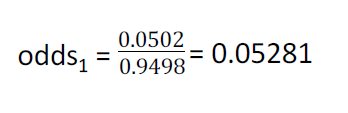 odds₁ = 0.0502/0.9498 = 0.05281